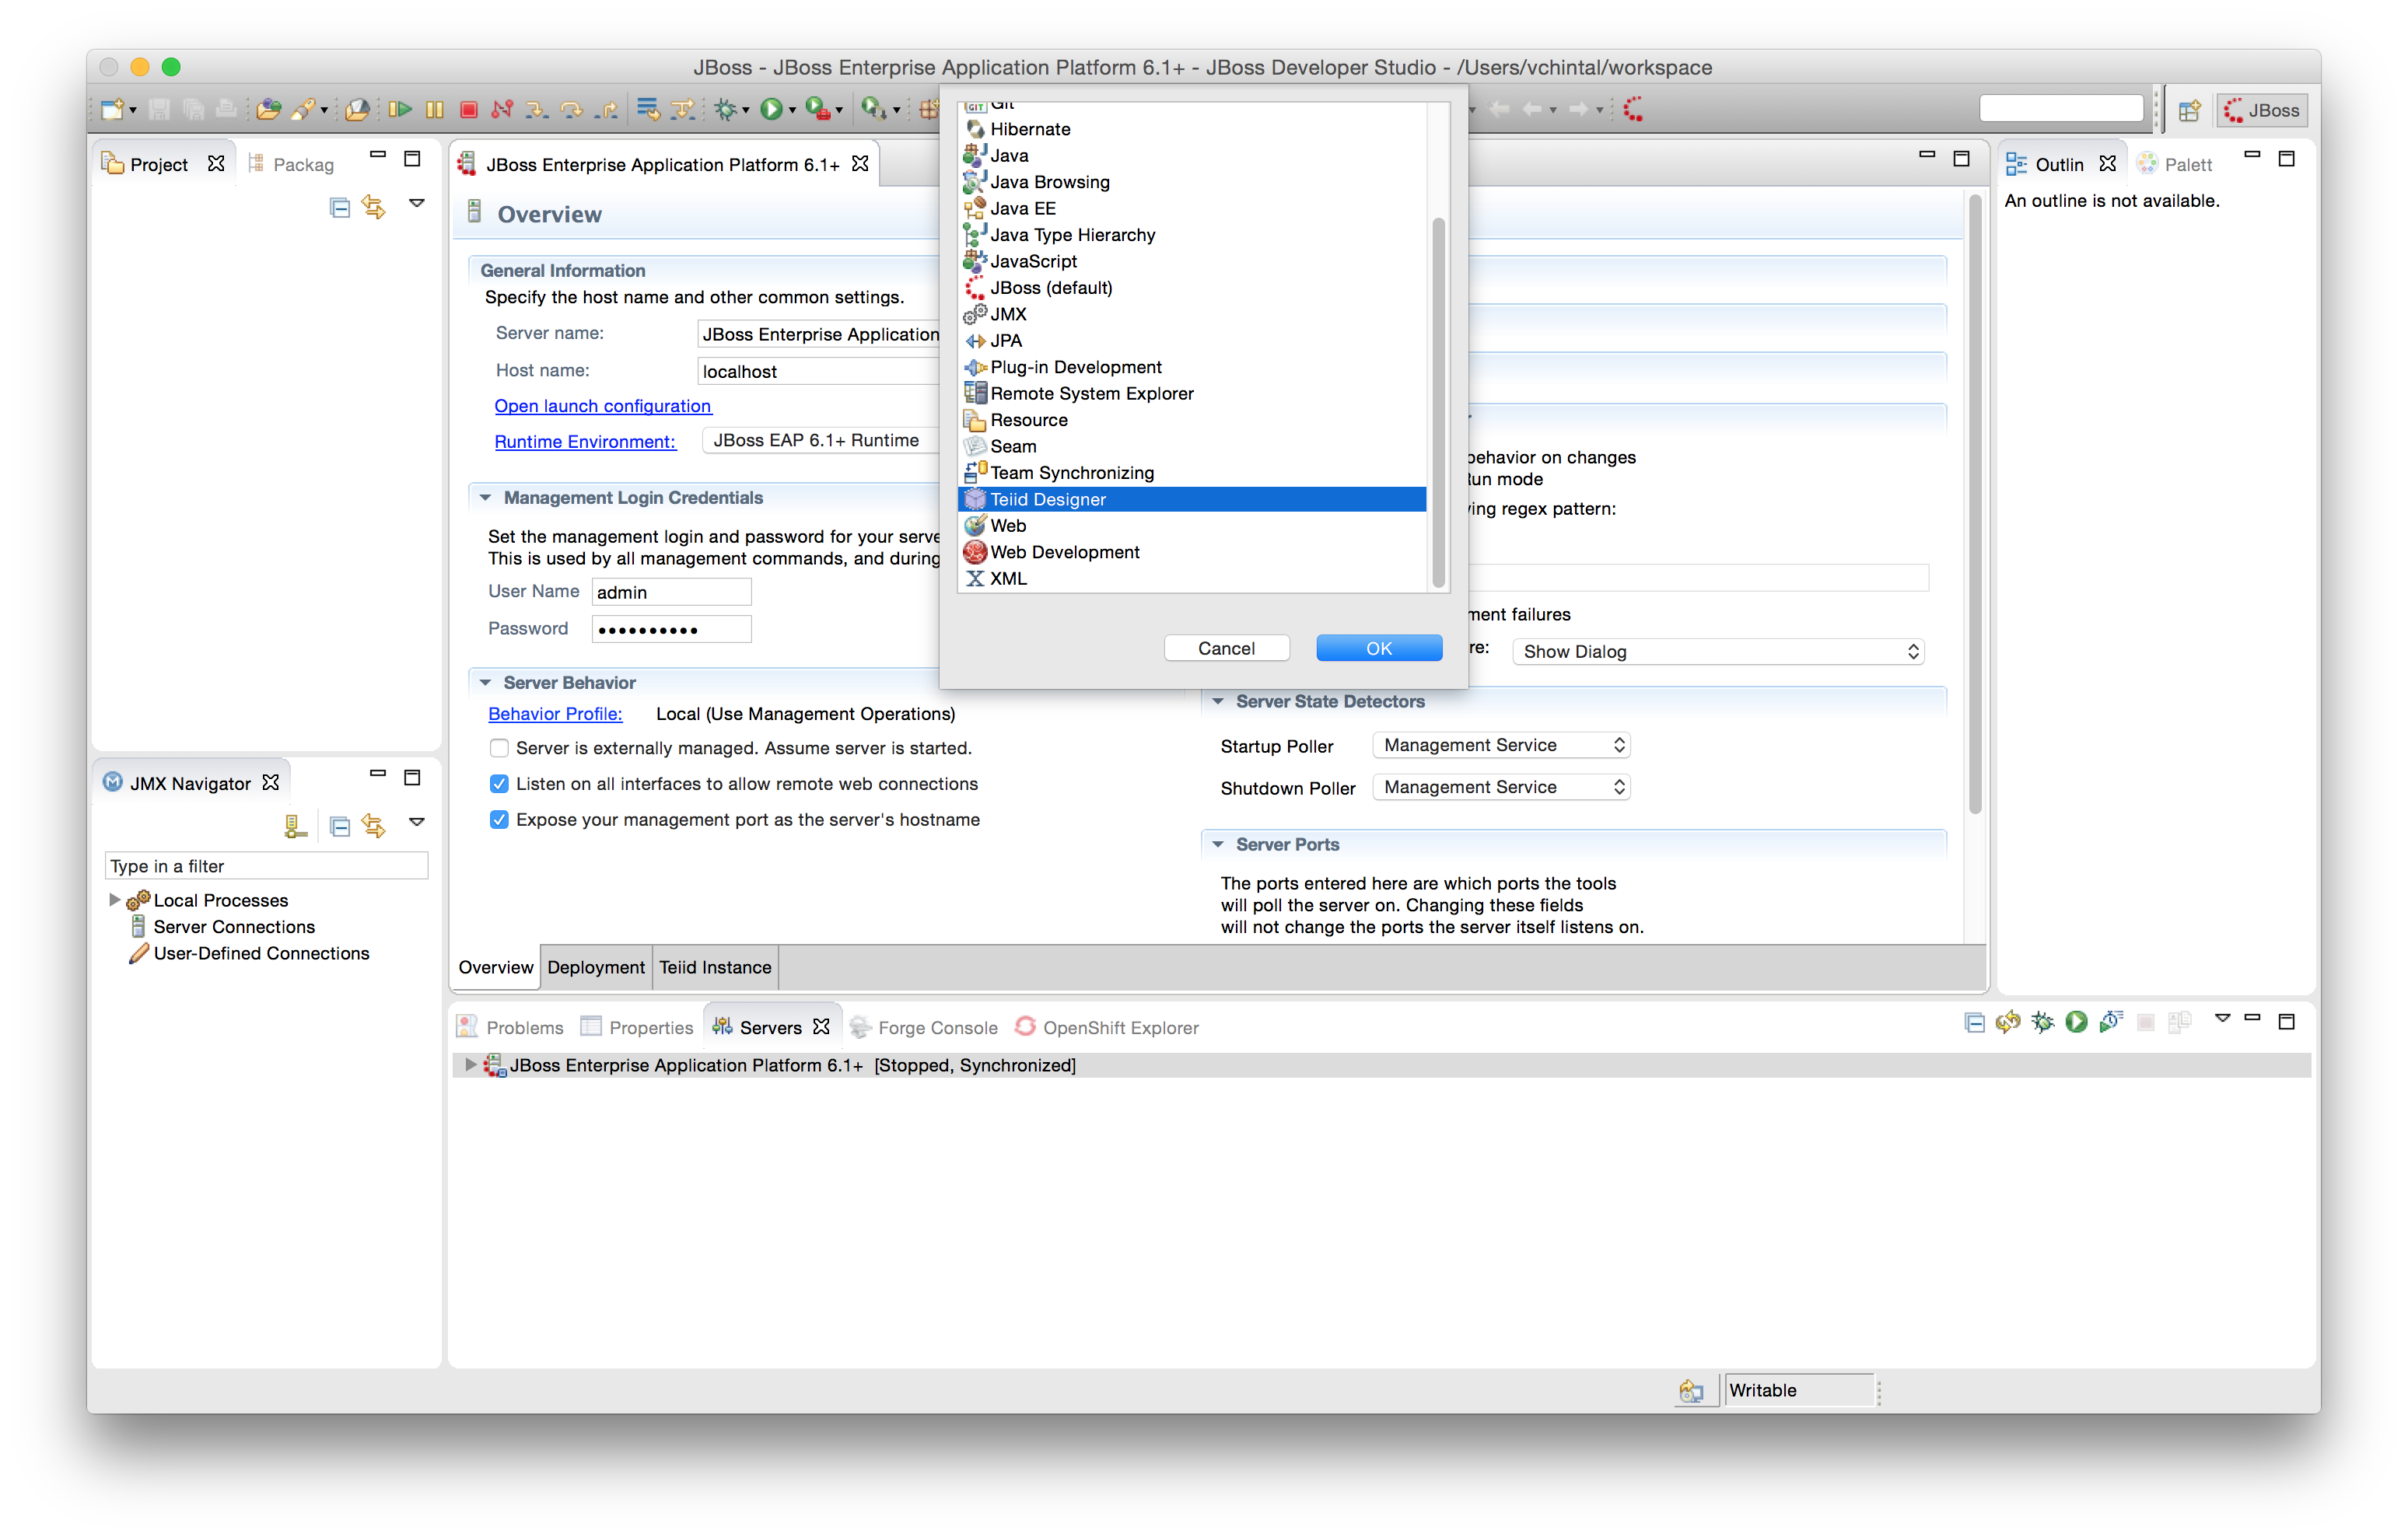 JBoss - JBoss Enterprise Application Platform 6.1+ - JBoss Developer Studio - /Users/vchintal/workspace
JBoss
Project
Packag
JBoss Enterprise Application Platform 6.1+
Outlin
Palett
An outline is not available.
Overview
General Information
Specify the host name and other common settings.
Server name:
JBoss Enterprise Application
Host name:
localhost
Open launch configuration
Runtime Environment:
JBoss EAP 6.1+ Runtime
Management Login Credentials
Set the management login and password for your serve
This is used by all management commands, and during
User Name
admin
Password
Server Behavior
Behavior Profile:
Local (Use Management Operations)
Server is externally managed. Assume server is started.
Listen on all interfaces to allow remote web connections
Expose your management port as the server's hostname
GIT
Git
Hibernate
Java
Java Browsing
Java EE
Java Type Hierarchy
JavaScript
JBoss (default)
JMX
JPA
Plug-in Development
Remote System Explorer
Resource
Seam
Team Synchronizing
Teiid Designer
Web
Web Development
XML
Cancel
OK
behavior on changes
Run mode
ving regex pattern:
ment failures
re:
Show Dialog
Server State Detectors
Startup Poller
Management Service
Shutdown Poller
Management Service
Server Ports
The ports entered here are which ports the tools
will poll the server on. Changing these fields
will not change the ports the server itself listens on.
Overview
Deployment
Teiid Instance
JMX Navigator
Type in a filter
Local Processes
Server Connections
User-Defined Connections
Problems
Properties
Servers
Forge Console
OpenShift Explorer
JBoss Enterprise Application Platform 6.1+ [Stopped, Synchronized]
Writable